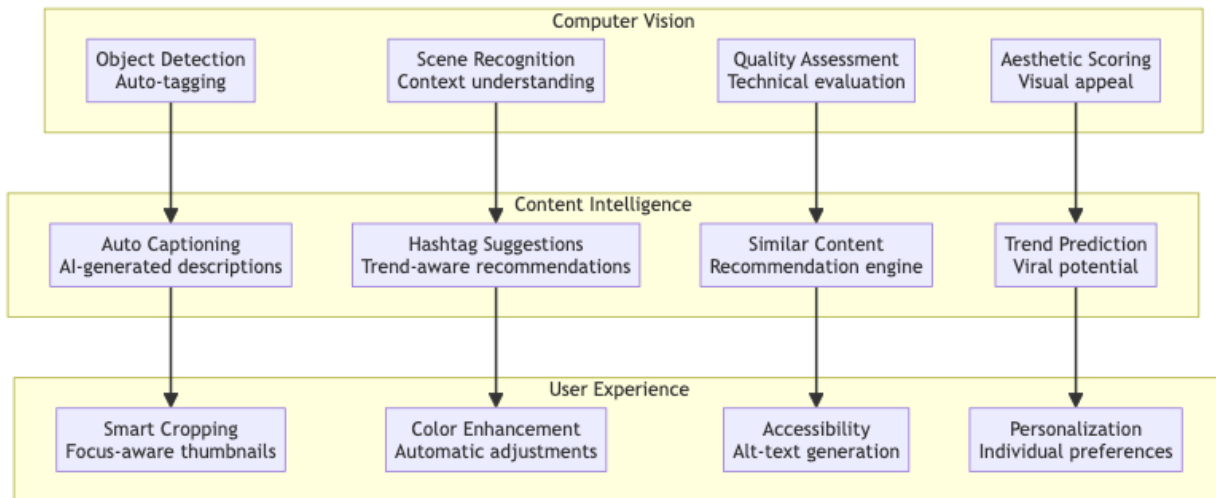 Computer Vision
Object Detection
Auto-tagging
Scene Recognition
Context understanding
Quality Assessment
Technical evaluation
Aesthetic Scoring
Visual appeal
Content Intelligence
Auto Captioning
AI-generated descriptions
Hashtag Suggestions
Trend-aware recommendations
Similar Content
Recommendation engine
Trend Prediction
Viral potential
User Experience
Smart Cropping
Focus-aware thumbnails
Color Enhancement
Automatic adjustments
Accessibility
Alt-text generation
Personalization
Individual preferences